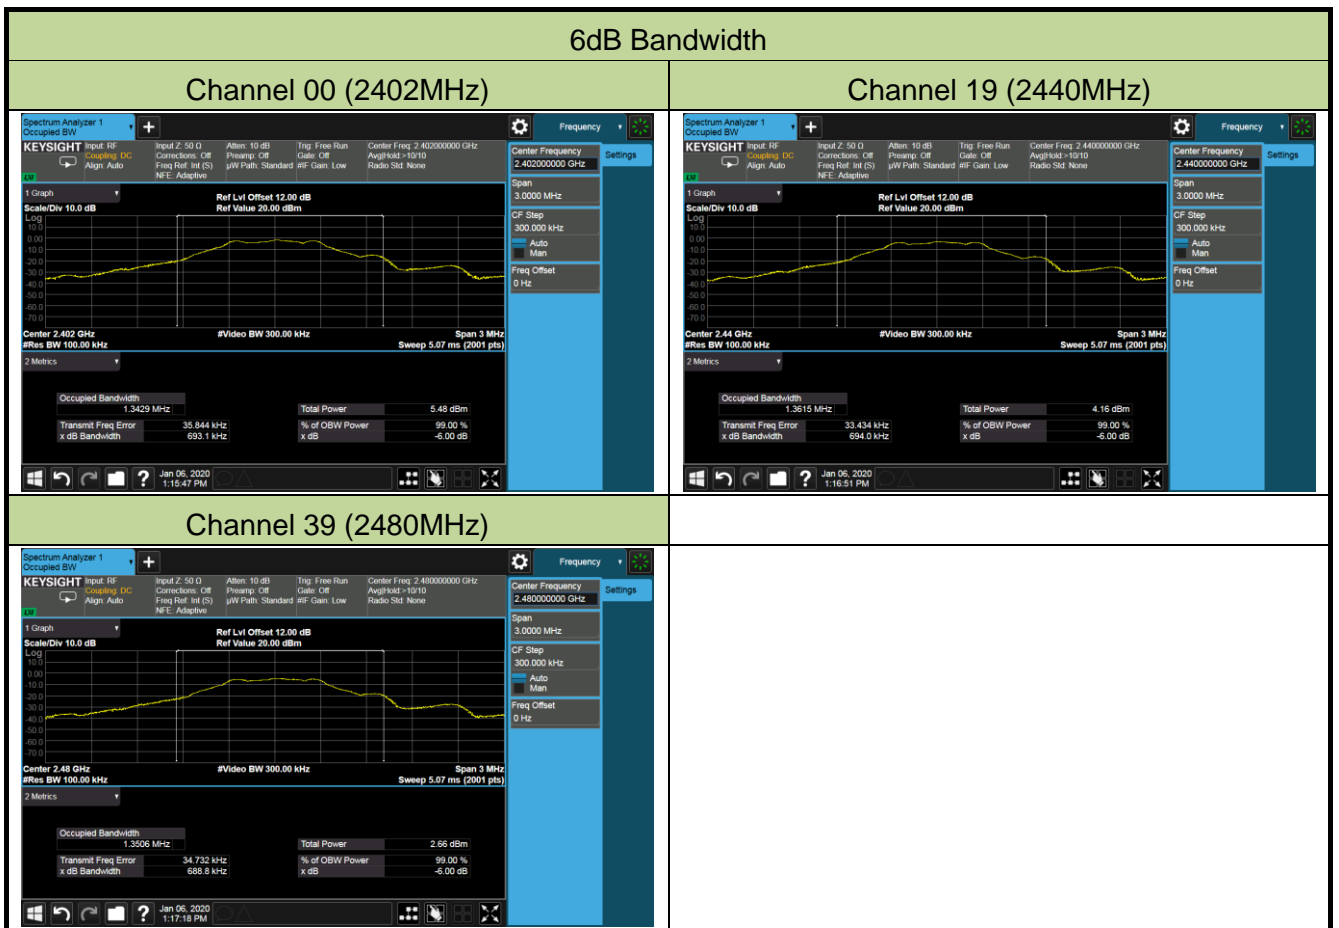 6dB Bandwidth
Channel 00 (2402MHz)
Channel 19 (2440MHz)
Spectrum Analyzer 1
Occupied BW
Frequency
KEYSIGHT
Input: RF
Coupling: DC
Align: Auto
Input Z: 50 Ω
Corrections: Off
Freq Ref: Int (S)
NFE: Adaptive
Atten: 10 dB
Preamp: Off
µW Path: Standard
Trig: Free Run
Gate: Off
#IF Gain: Low
Center Freq: 2.402000000 GHz
Avg|Hold:>10/10
Radio Std: None
Center Frequency
2.402000000 GHz
Settings
Span
3.0000 MHz
CF Step
300.000 kHz
Auto
Man
Freq Offset
0 Hz
1 Graph
Scale/Div 10.0 dB
Ref Lvl Offset 12.00 dB
Ref Value 20.00 dBm
Log
10.0
0.00
-10.0
-20.0
-30.0
-40.0
-50.0
-60.0
-70.0
Center 2.402 GHz
#Res BW 100.00 kHz
#Video BW 300.00 kHz
Span 3 MHz
Sweep 5.07 ms (2001 pts)
2 Metrics
Occupied Bandwidth
1.3429 MHz
Total Power 5.48 dBm
Transmit Freq Error 35.844 kHz
% of OBW Power 99.00 %
x dB Bandwidth 693.1 kHz
x dB -6.00 dB
Jan 06, 2020
1:15:47 PM
Spectrum Analyzer 1
Occupied BW
Frequency
KEYSIGHT
Input: RF
Coupling: DC
Align: Auto
Input Z: 50 Ω
Corrections: Off
Freq Ref: Int (S)
NFE: Adaptive
Atten: 10 dB
Preamp: Off
µW Path: Standard
Trig: Free Run
Gate: Off
#IF Gain: Low
Center Freq: 2.440000000 GHz
Avg|Hold:>10/10
Radio Std: None
Center Frequency
2.440000000 GHz
Settings
Span
3.0000 MHz
CF Step
300.000 kHz
Auto
Man
Freq Offset
0 Hz
1 Graph
Scale/Div 10.0 dB
Ref Lvl Offset 12.00 dB
Ref Value 20.00 dBm
Log
10.0
0.00
-10.0
-20.0
-30.0
-40.0
-50.0
-60.0
-70.0
Center 2.44 GHz
#Res BW 100.00 kHz
#Video BW 300.00 kHz
Span 3 MHz
Sweep 5.07 ms (2001 pts)
2 Metrics
Occupied Bandwidth
1.3615 MHz
Total Power 4.16 dBm
Transmit Freq Error 33.434 kHz
% of OBW Power 99.00 %
x dB Bandwidth 694.0 kHz
x dB -6.00 dB
Jan 06, 2020
1:16:51 PM
Channel 39 (2480MHz)
Spectrum Analyzer 1
Occupied BW
Frequency
KEYSIGHT
Input: RF
Coupling: DC
Align: Auto
Input Z: 50 Ω
Corrections: Off
Freq Ref: Int (S)
NFE: Adaptive
Atten: 10 dB
Preamp: Off
µW Path: Standard
Trig: Free Run
Gate: Off
#IF Gain: Low
Center Freq: 2.480000000 GHz
Avg|Hold:>10/10
Radio Std: None
Center Frequency
2.480000000 GHz
Settings
Span
3.0000 MHz
CF Step
300.000 kHz
Auto
Man
Freq Offset
0 Hz
1 Graph
Scale/Div 10.0 dB
Ref Lvl Offset 12.00 dB
Ref Value 20.00 dBm
Log
10.0
0.00
-10.0
-20.0
-30.0
-40.0
-50.0
-60.0
-70.0
Center 2.48 GHz
#Res BW 100.00 kHz
#Video BW 300.00 kHz
Span 3 MHz
Sweep 5.07 ms (2001 pts)
2 Metrics
Occupied Bandwidth
1.3506 MHz
Total Power 2.66 dBm
Transmit Freq Error 34.732 kHz
% of OBW Power 99.00 %
x dB Bandwidth 688.8 kHz
x dB -6.00 dB
Jan 06, 2020
1:17:18 PM